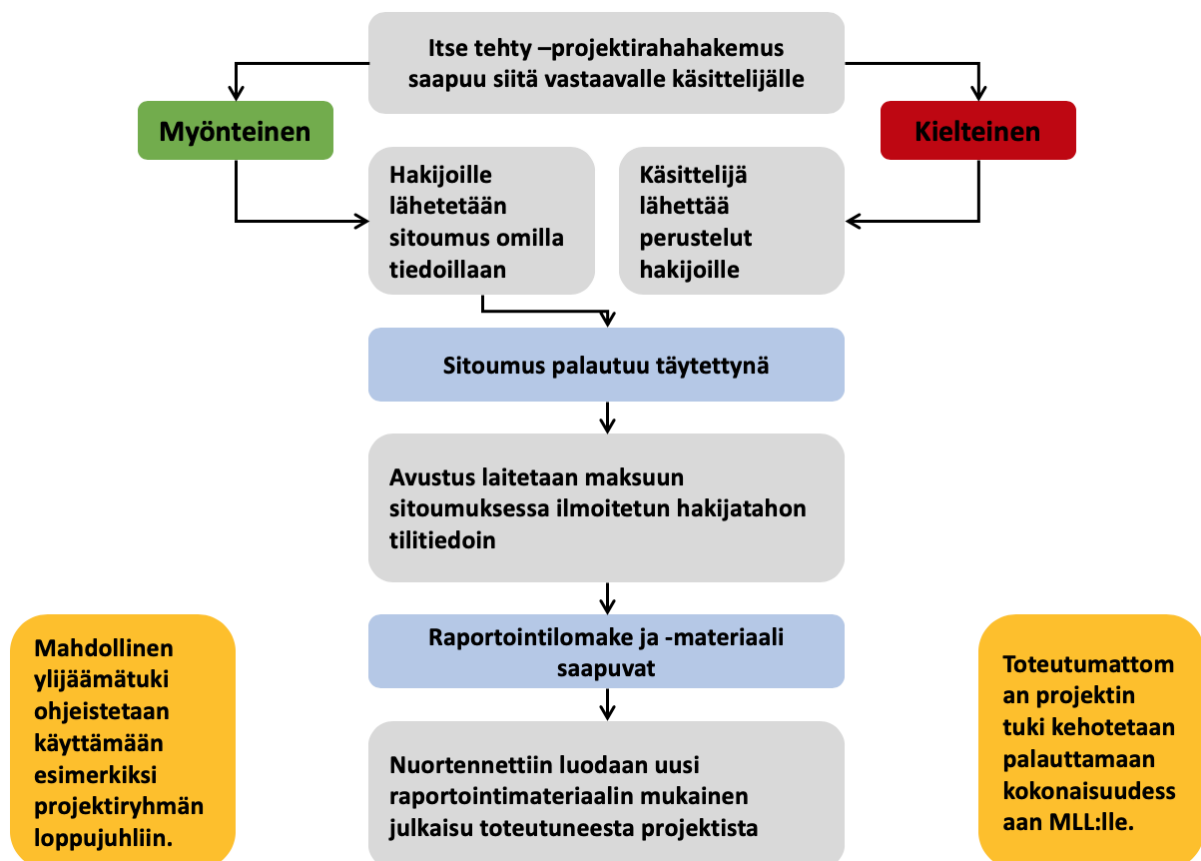 Itse tehty –projektirahahakemus
saapuu siitä vastaavalle käsittelijälle
Myönteinen
Kielteinen
Hakijoille
lähetetään
sitoumus omilla
tiedoillaan
Käsittelijä
lähettää
perustelut
hakijoille
Sitoumus palautuu täytettynä
Avustus laitetaan maksuun
sitoumuksessa ilmoitetun hakijatahon
tilitiedoin
Raportointilomake ja -materiaali
saapuvat
Mahdollinen
ylijäämätuki
ohjeistetaan
käyttämään
esimerkiksi
projektiryhmän
loppujuhliin.
Toteutumattom
an projektin
tuki kehotetaan
palauttamaan
kokonaisuudess
aan MLL:lle.
Nuortennettiin luodaan uusi
raportointimateriaalin mukainen
julkaisu toteutuneesta projektista